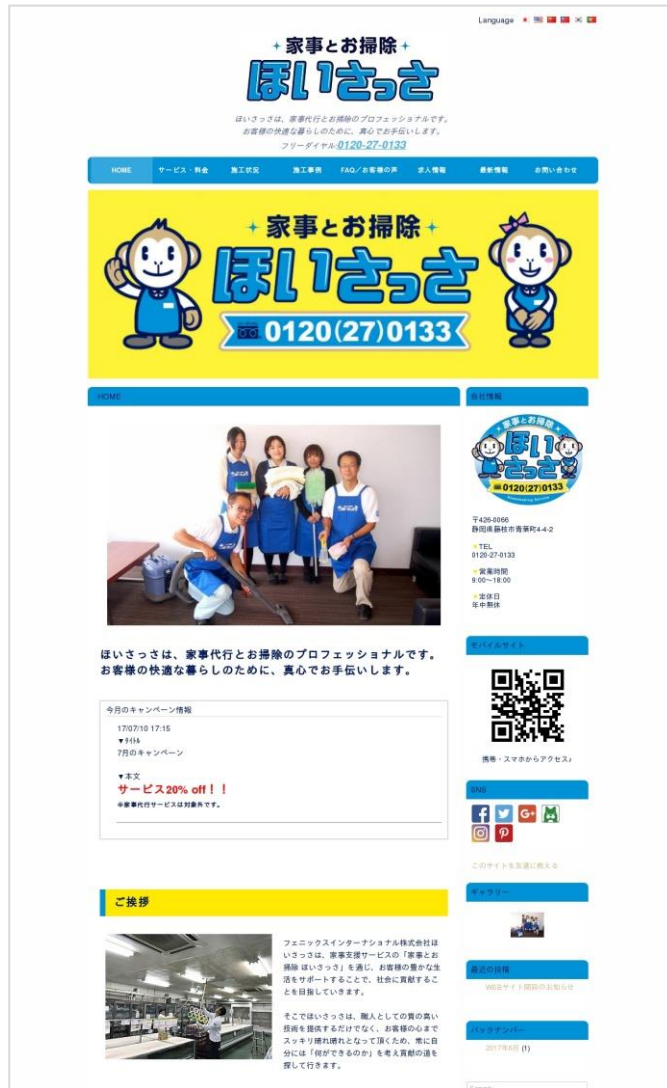 Language
家事とお掃除
ほいさっさ
ほいさっさは、家事代行とお掃除のプロフェッショナルです。
お客様の快適な暮らしのために、真心でお手伝いします。
フリーダイヤル:0120-27-0133
HOME サービス・料金 施工状況 施工事例 FAQ／お客様の声 求人情報 最新情報 お問い合わせ
家事とお掃除
ほいさっさ
0120(27)0133
HOME
ほいさっさは、家事代行とお掃除のプロフェッショナルです。
お客様の快適な暮らしのために、真心でお手伝いします。
今月のキャンペーン情報
17/07/10 17:15
▼ﾀｲﾄﾙ
7月のキャンペーン
▼本文
サービス20% off！！
※家事代行サービスは対象外です。
ご挨拶
フェニックスインターナショナル株式会社ほ
いさっさは、家事支援サービスの「家事とお
掃除 ほいさっさ」を通じ、お客様の豊かな生
活をサポートすることで、社会に貢献するこ
とを目指していきます。
そこでほいさっさは、職人としての質の高い
技術を提供するだけでなく、お客様の心まで
スッキリ晴れ晴れとなって頂くため、常に自
分には「何ができるのか」を考え貢献の道を
探して行きます。
会社情報
家事とお掃除
ほい
さっさ
0120(27)0133
〒426-0066
静岡県藤枝市青葉町4-4-2
▼TEL
0120-27-0133
▼営業時間
9:00～18:00
▼定休日
年中無休
モバイルサイト
携帯・スマホからアクセス♪
SNS
このサイトを友達に教える
ギャラリー
最近の投稿
WEBサイト開設のお知らせ
バックナンバー
2017年6月 (1)